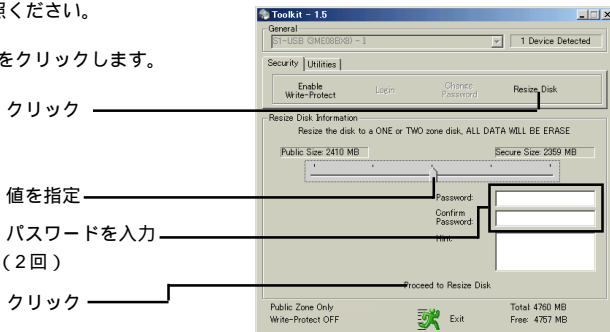 照ください。
をクリックします。
クリック
値を指定
パスワードを入力
(2回)
クリック
Toolkit - 1.5
General
S1-USB (3ME08BX8) - 1
1 Device Detected
Security
Utilities
Enable
Write-Protect
Login
Change
Password
Resize Disk
Resize Disk Information
Resize the disk to a ONE or TWO zone disk, ALL DATA WILL BE ERASE
Public Size: 2410 MB
Secure Size: 2359 MB
Password:
Confirm
Password:
Hint:
Proceed to Resize Disk
Public Zone Only
Write-Protect OFF
Exit
Total: 4760 MB
Free: 4757 MB